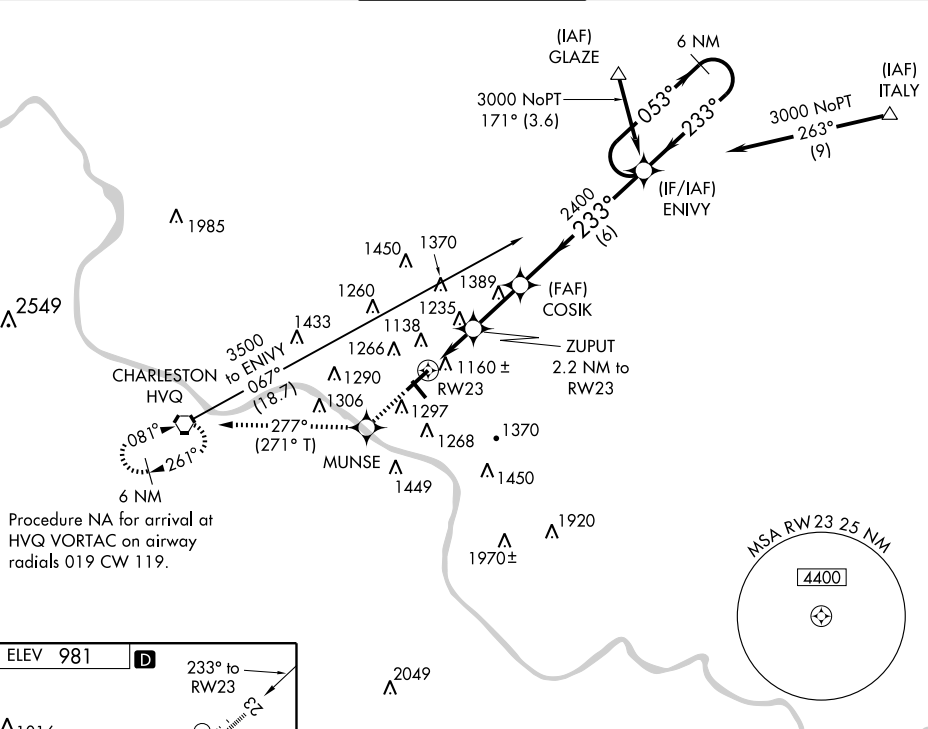 (IAF)
GLAZE
6 NM
(IAF)
ITALY
3000 NoPT
171° (3.6)
053°
233°
3000 NoPT
263°
(9)
(IF/IAF)
ENIVY
2400
233°
(6)
1985
1450
1370
1389
(FAF)
COSIK
2549
1260
1235
1433
1138
1266
ZUPUT
2.2 NM to
RW23
3500
to ENIVY
067°
(18.7)
CHARLESTON
HVQ
1290
1160 ±
RW23
1306
1297
277°
(271° T)
081°
261°
MUNSE
1268
1370
1449
1450
6 NM
Procedure NA for arrival at
HVQ VORTAC on airway
radials 019 CW 119.
1920
1970±
MSA RW 23 25 NM
4400
ELEV 981
D
233° to
RW23
23
2049